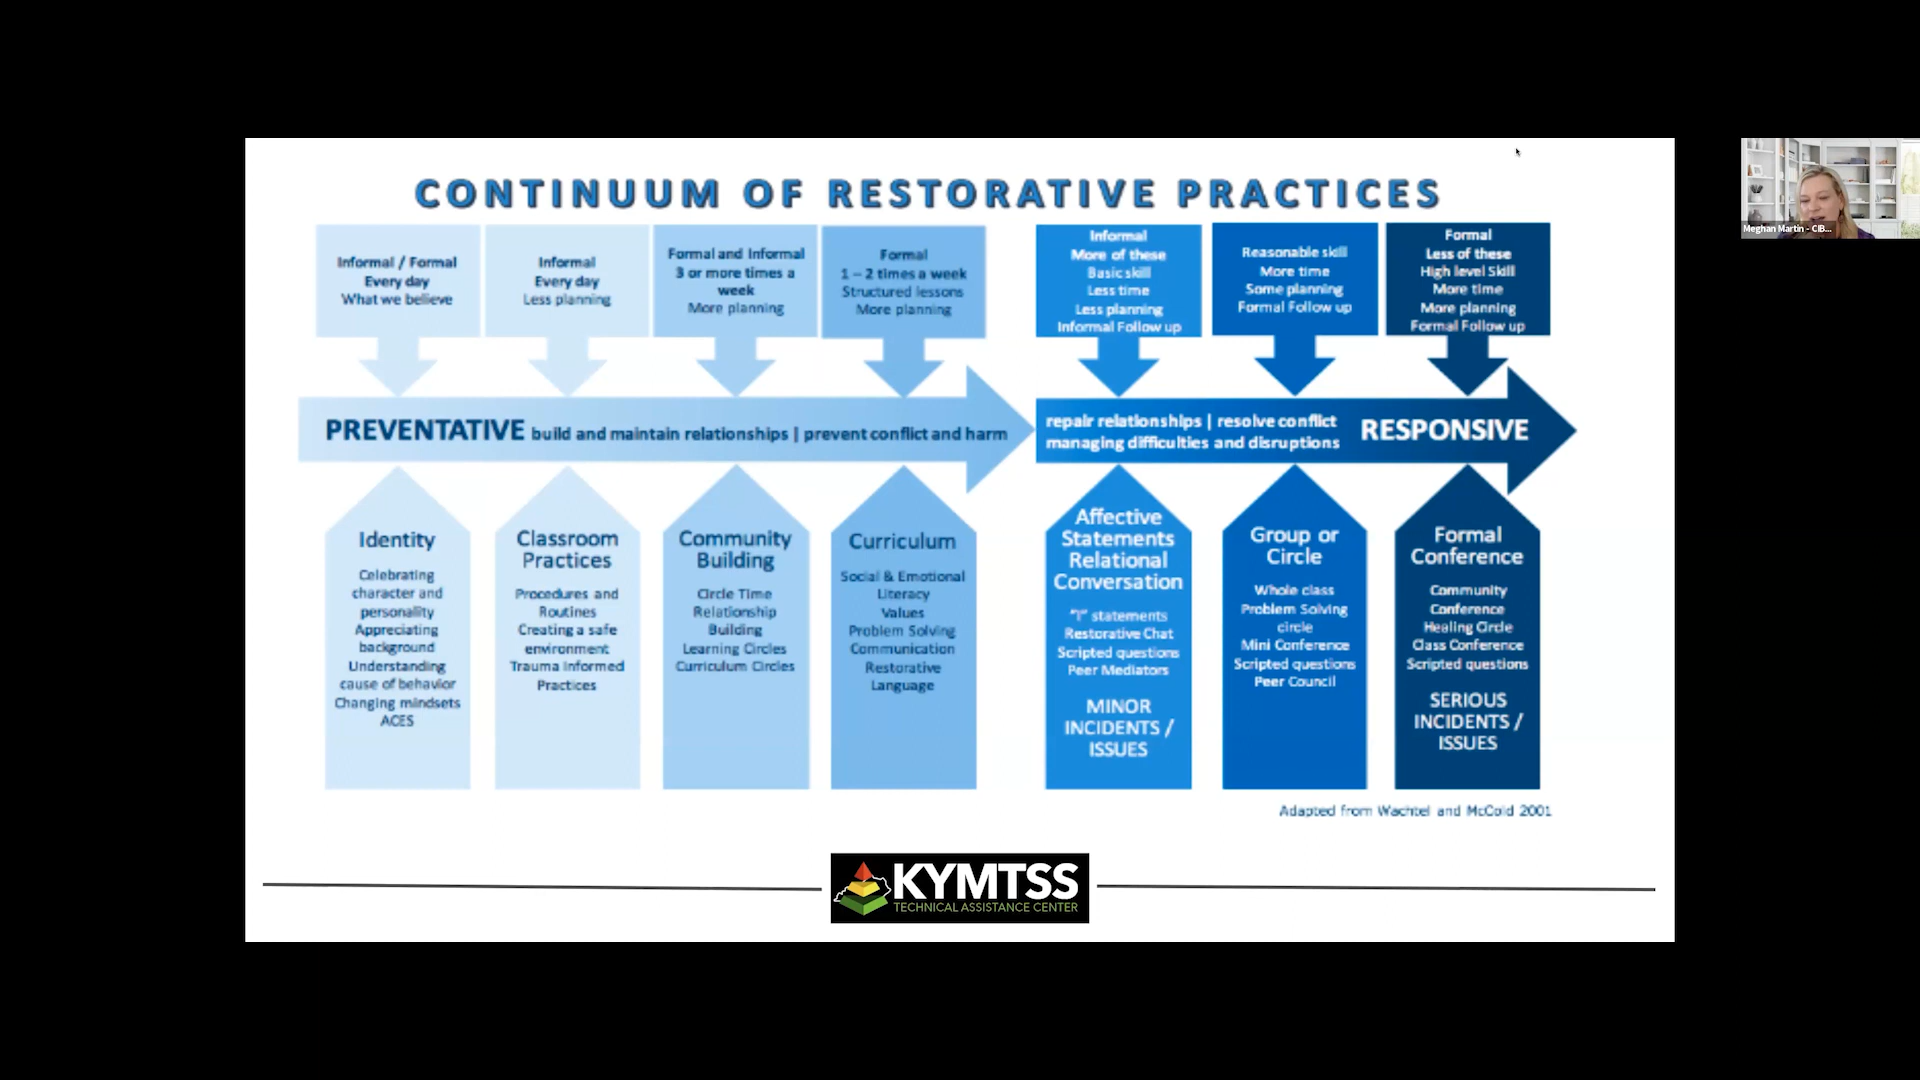 CONTINUUM OF RESTORATIVE PRACTICES
Informal / Formal
Every day
What we believe
Informal
Every day
Less planning
Formal and Informal
3 or more times a
week
More planning
Formal
1 – 2 times a week
Structured lessons
More planning
Informal
More of these
Basic skill
Less time
Less planning
Informal Follow up
Reasonable skill
More time
Some planning
Formal Follow up
Formal
Less of these
High level Skill
More time
More planning
Formal Follow up
PREVENTATIVE build and maintain relationships | prevent conflict and harm
repair relationships | resolve conflict
managing difficulties and disruptions
RESPONSIVE
Identity
Celebrating
character and
personality
Appreciating
background
Understanding
cause of behavior
Changing mindsets
ACES
Classroom
Practices
Procedures and
Routines
Creating a safe
environment
Trauma Informed
Practices
Community
Building
Circle Time
Relationship
Building
Learning Circles
Curriculum Circles
Curriculum
Social & Emotional
Literacy
Values
Problem Solving
Communication
Restorative
Language
Affective
Statements
Relational
Conversation
"I" statements
Restorative Chat
Scripted questions
Peer Mediators
MINOR
INCIDENTS /
ISSUES
Group or
Circle
Whole class
Problem Solving
circle
Mini Conference
Scripted questions
Peer Council
Formal
Conference
Community
Conference
Healing Circle
Class Conference
Scripted questions
SERIOUS
INCIDENTS /
ISSUES
Adapted from Wachtel and McCold 2001
KYMTSS
TECHNICAL ASSISTANCE CENTER
Meghan Martin - CIB...